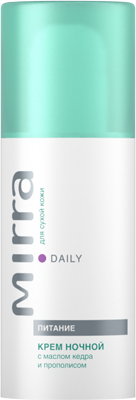 mirra
для сухой кожи
DAILY
ПИТАНИЕ
КРЕМ НОЧНОЙ
с маслом кедра
и прополисом